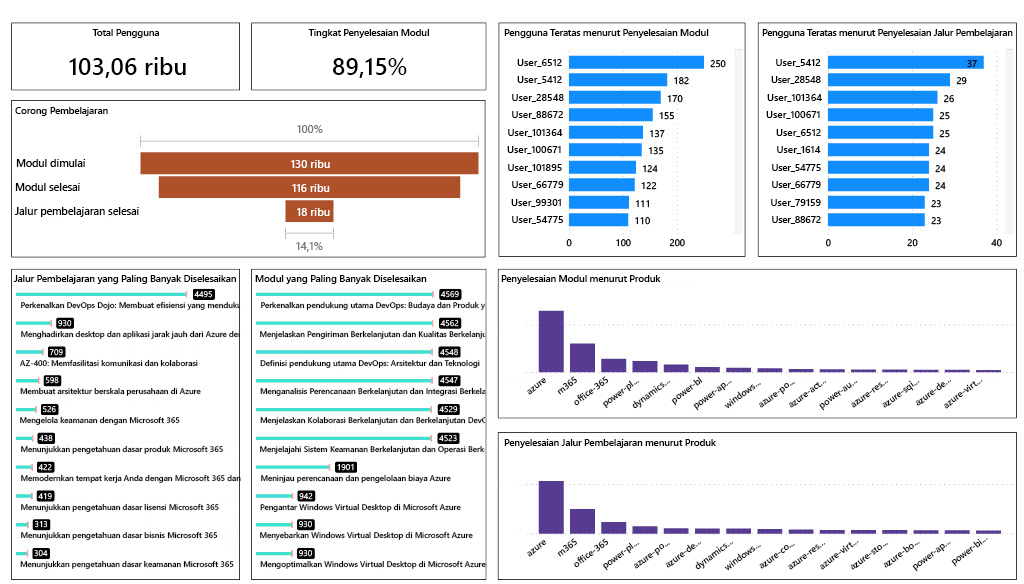 Total Pengguna
103,06 ribu
Tingkat Penyelesaian Modul
89,15%
Corong Pembelajaran
100%
Modul dimulai
130 ribu
Modul selesai
116 ribu
Jalur pembelajaran selesai
18 ribu
14,1%
Pengguna Teratas menurut Penyelesaian Modul
User_6512 250
User_5412 182
User_28548 170
User_88672 155
User_101364 137
User_100671 135
User_101895 124
User_66779 122
User_99301 111
User_54775 110
0 100 200
Pengguna Teratas menurut Penyelesaian Jalur Pembelajaran
User_5412 37
User_28548 29
User_101364 26
User_100671 25
User_6512 25
User_1614 24
User_54775 24
User_66779 24
User_79159 23
User_88672 23
0 20 40
Jalur Pembelajaran yang Paling Banyak Diselesaikan
4495
Perkenalkan DevOps Dojo: Membuat efisiensi yang menduku
930
Menghadirkan desktop dan aplikasi jarak jauh dari Azure de
709
AZ-400: Memfasilitasi komunikasi dan kolaborasi
598
Membuat arsitektur berskala perusahaan di Azure
526
Mengelola keamanan dengan Microsoft 365
438
Menunjukkan pengetahuan dasar produk Microsoft 365
422
Memodernkan tempat kerja Anda dengan Microsoft 365 dan
419
Menunjukkan pengetahuan dasar lisensi Microsoft 365
313
Menunjukkan pengetahuan dasar bisnis Microsoft 365
304
Menunjukkan pengetahuan dasar keamanan Microsoft 365
Modul yang Paling Banyak Diselesaikan
4569
Perkenalkan pendukung utama DevOps: Budaya dan Produk y
4562
Menjelaskan Pengiriman Berkelanjutan dan Kualitas Berkelanju
4548
Definisi pendukung utama DevOps: Arsitektur dan Teknologi
4547
Menganalisis Perencanaan Berkelanjutan dan Integrasi Berkela
4529
Menjelaskan Kolaborasi Berkelanjutan dan Berkelanjutan DevO
4523
Menjelajahi Sistem Keamanan Berkelanjutan dan Operasi Berk
1901
Meninjau perencanaan dan pengelolaan biaya Azure
942
Pengantar Windows Virtual Desktop di Microsoft Azure
930
Menyebarkan Windows Virtual Desktop di Microsoft Azure
930
Mengoptimalkan Windows Virtual Desktop di Microsoft Azure
Penyelesaian Modul menurut Produk
azure
m365
office-365
power-pl...
dynamics...
power-bi
power-ap...
windows...
azure-po...
azure-act...
power-au...
azure-res...
azure-sql...
azure-de...
azure-virt...
Penyelesaian Jalur Pembelajaran menurut Produk
azure
m365
office-365
power-pl...
azure-po...
azure-de...
dynamics...
windows...
azure-co...
azure-res...
azure-virt...
azure-sto...
azure-bo...
power-ap...
power-bi...